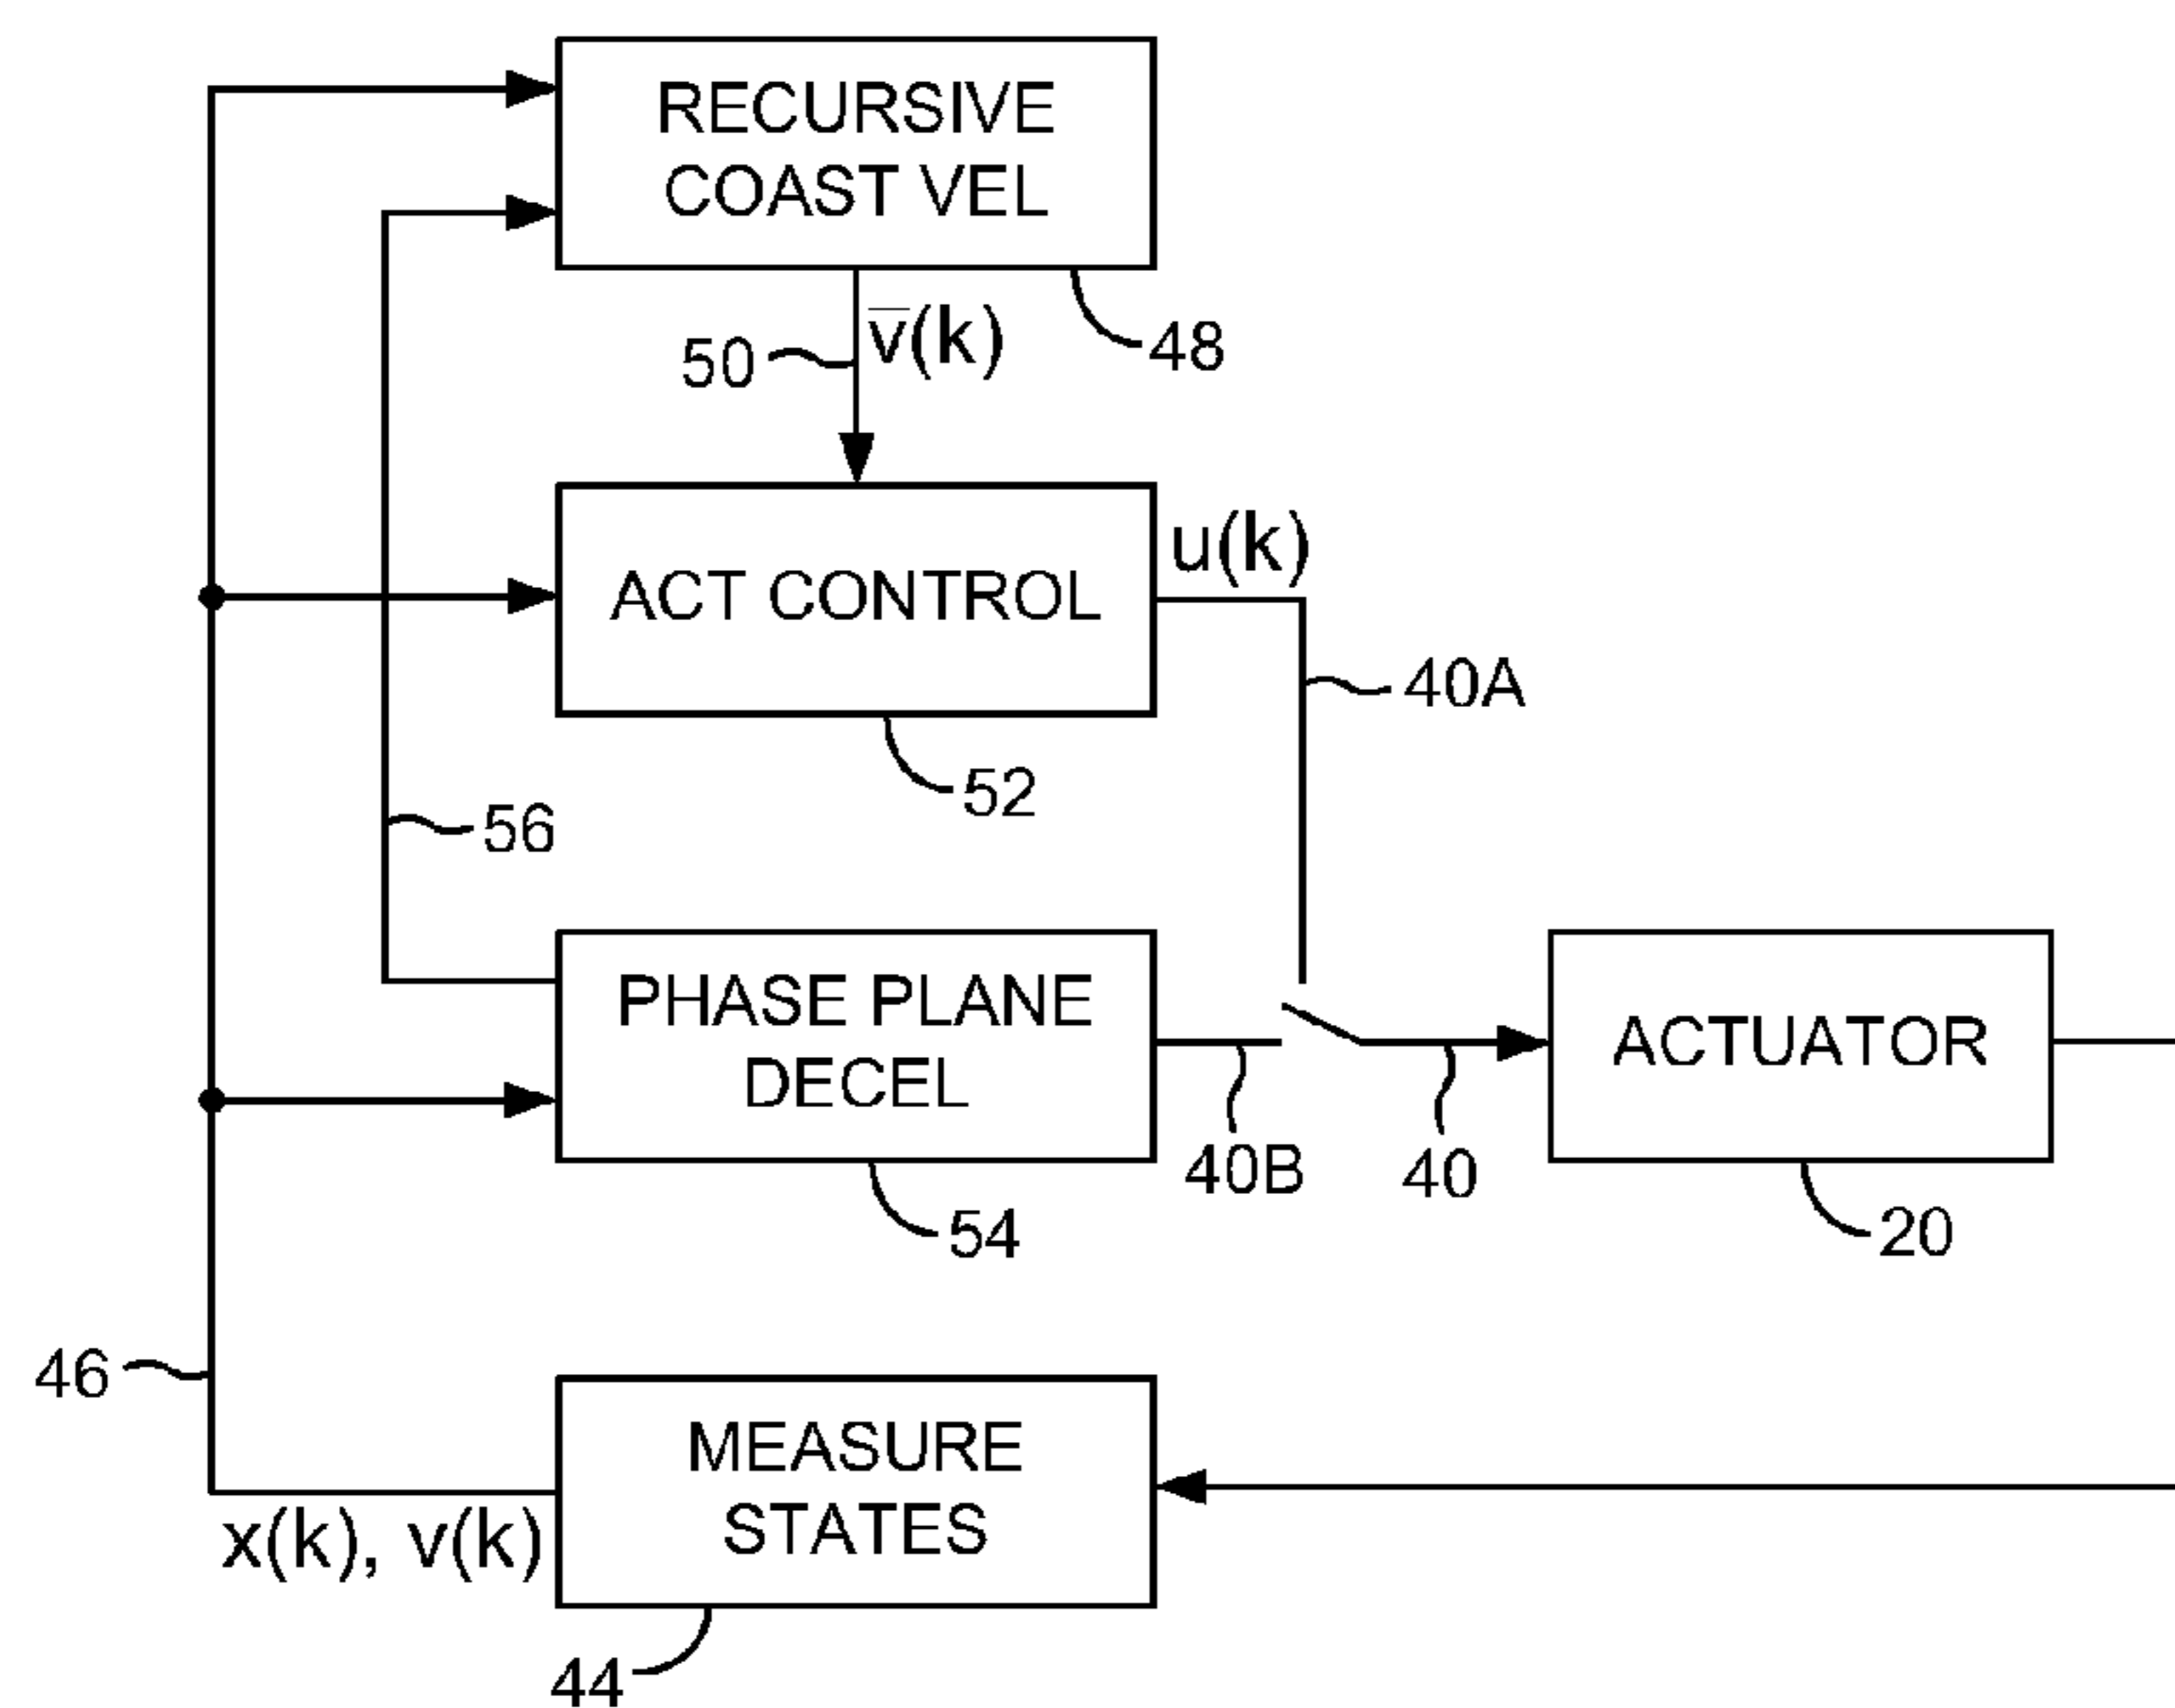 RECURSIVE
COAST VEL
50
v̅(k)
48
ACT CONTROL
u(k)
40A
52
56
PHASE PLANE
DECEL
ACTUATOR
40B
40
54
20
46
MEASURE
STATES
x(k), v(k)
44